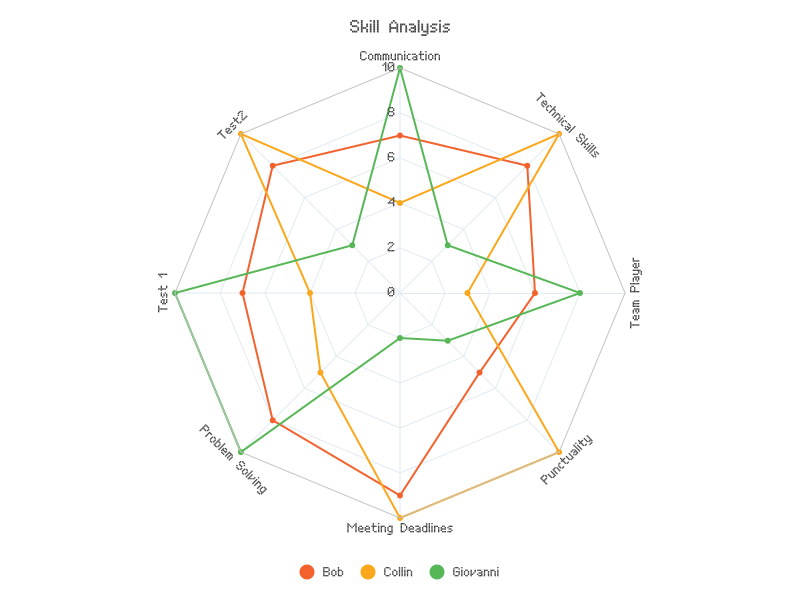 Skill Analysis
Communication
10
8
6
4
2
0
Technical Skills
Team Player
Punctuality
Meeting Deadlines
Problem Solving
Test 1
Test2
Bob
Collin
Giovanni